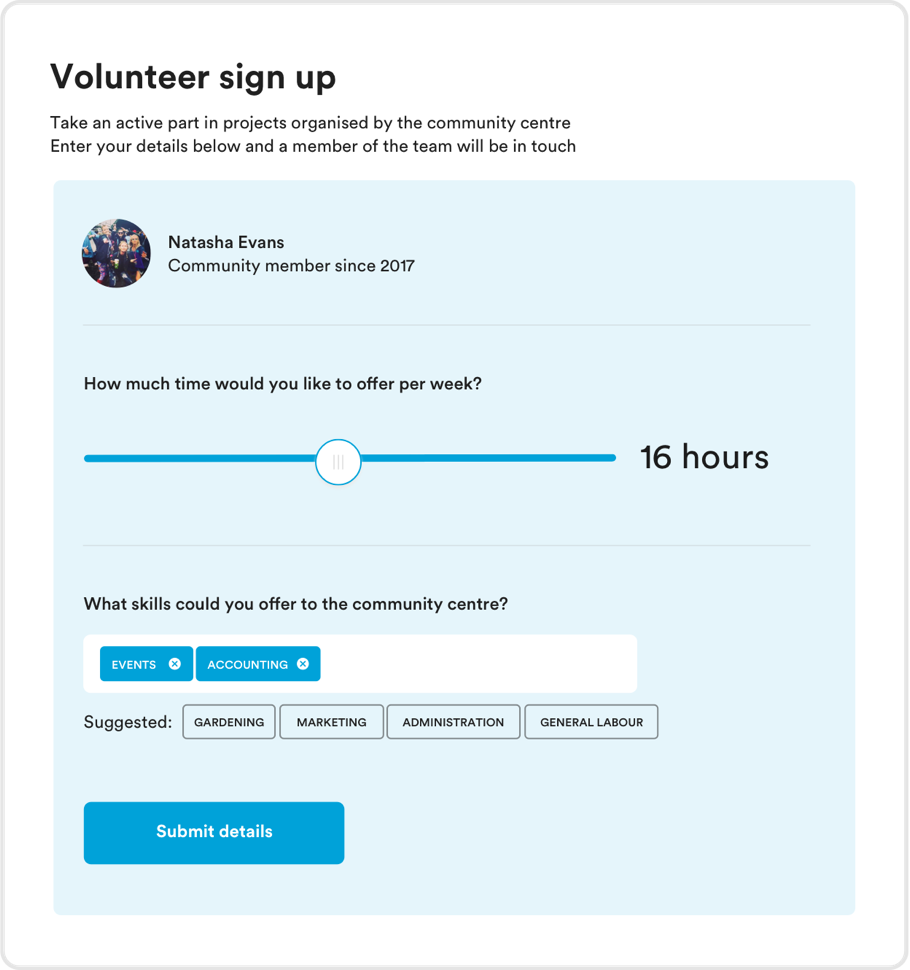 Volunteer sign up
Take an active part in projects organised by the community centre
Enter your details below and a member of the team will be in touch
Natasha Evans
Community member since 2017
How much time would you like to offer per week?
16 hours
What skills could you offer to the community centre?
EVENTS ACCOUNTING
Suggested: GARDENING MARKETING ADMINISTRATION GENERAL LABOUR
Submit details